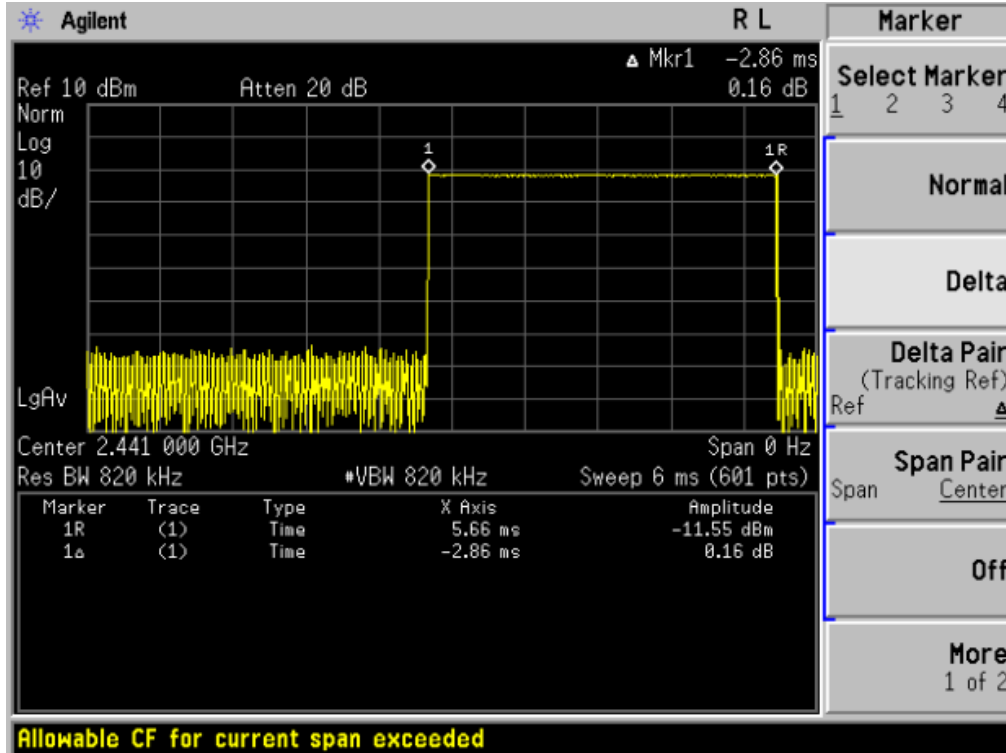 Agilent R L Marker
Δ Mkr1 -2.86 ms
Ref 10 dBm Atten 20 dB 0.16 dB
Norm
Log
10
dB/
1
1R
LgAv
Center 2.441 000 GHz Span 0 Hz
Res BW 820 kHz #VBW 820 kHz Sweep 6 ms (601 pts)
Marker Trace Type X Axis Amplitude
1R (1) Time 5.66 ms -11.55 dBm
1Δ (1) Time -2.86 ms 0.16 dB
Select Marker
1 2 3 4
Normal
Delta
Delta Pair
(Tracking Ref)
Ref Δ
Span Pair
Span Center
Off
More
1 of 2
Allowable CF for current span exceeded